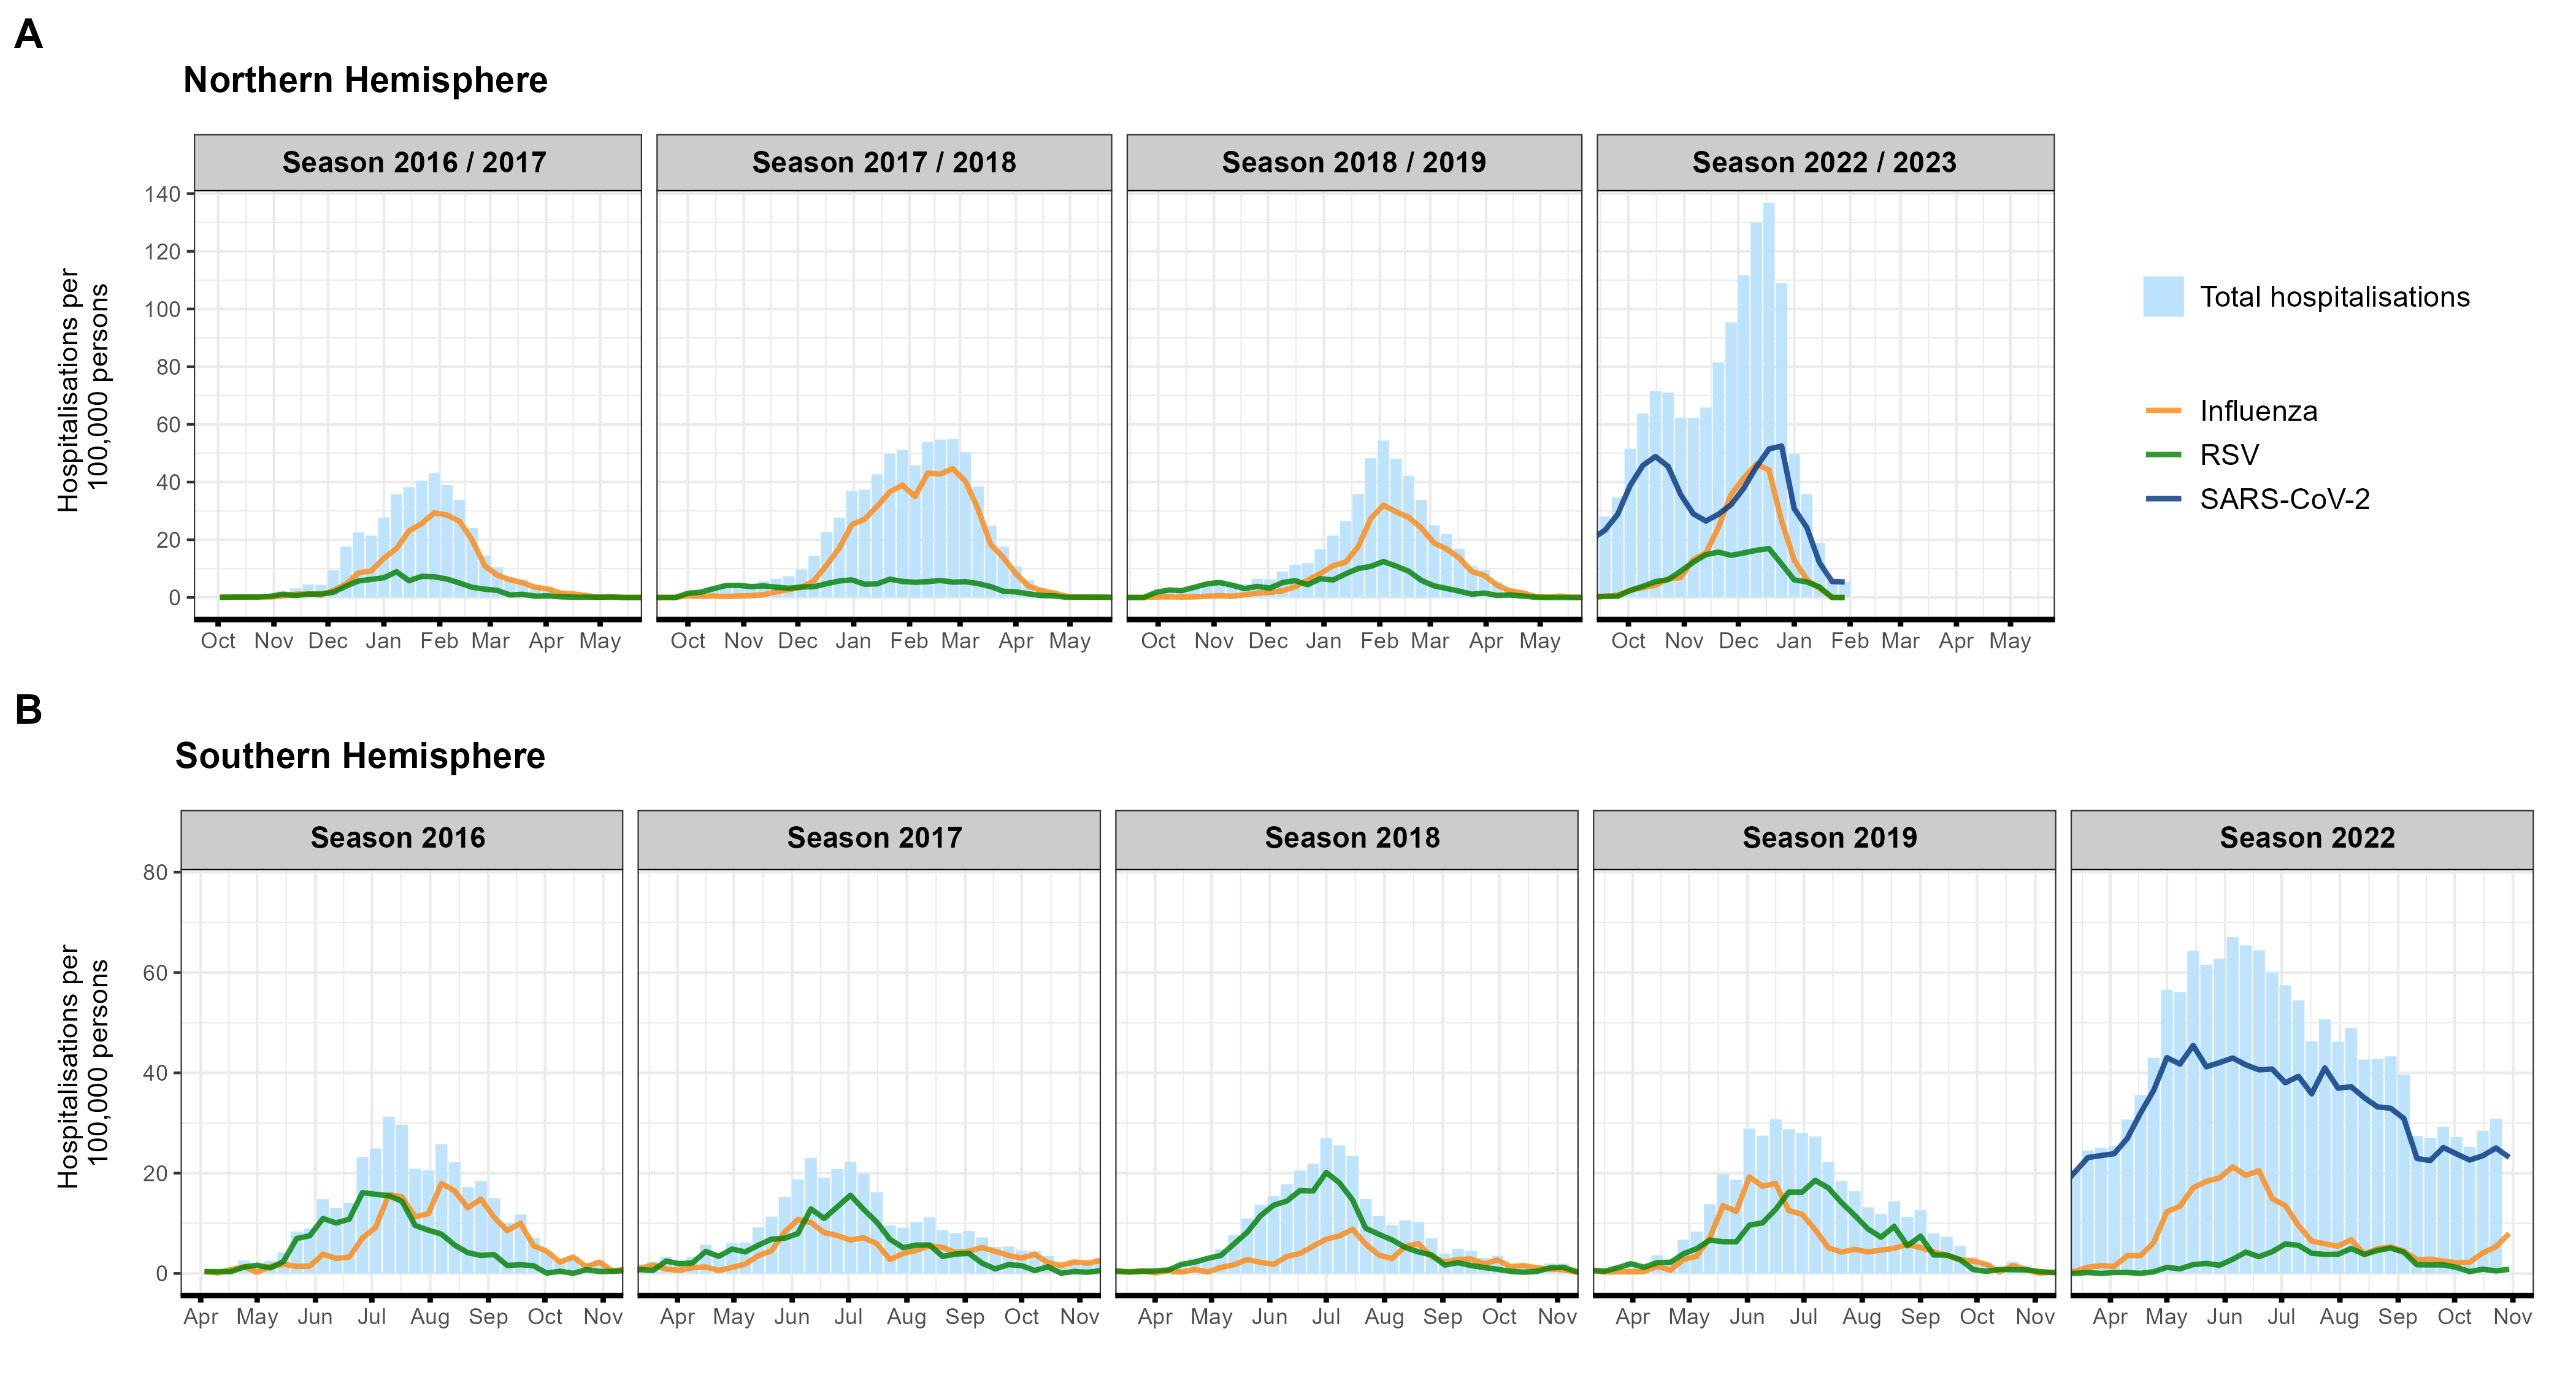 A
Northern Hemisphere
Season 2016 / 2017
Season 2017 / 2018
Season 2018 / 2019
Season 2022 / 2023
Hospitalisations per
100,000 persons
140
120
100
80
60
40
20
0
Oct Nov Dec Jan Feb Mar Apr May
Oct Nov Dec Jan Feb Mar Apr May
Oct Nov Dec Jan Feb Mar Apr May
Oct Nov Dec Jan Feb Mar Apr May
Total hospitalisations
Influenza
RSV
SARS-CoV-2
B
Southern Hemisphere
Season 2016
Season 2017
Season 2018
Season 2019
Season 2022
Hospitalisations per
100,000 persons
80
60
40
20
0
Apr May Jun Jul Aug Sep Oct Nov
Apr May Jun Jul Aug Sep Oct Nov
Apr May Jun Jul Aug Sep Oct Nov
Apr May Jun Jul Aug Sep Oct Nov
Apr May Jun Jul Aug Sep Oct Nov